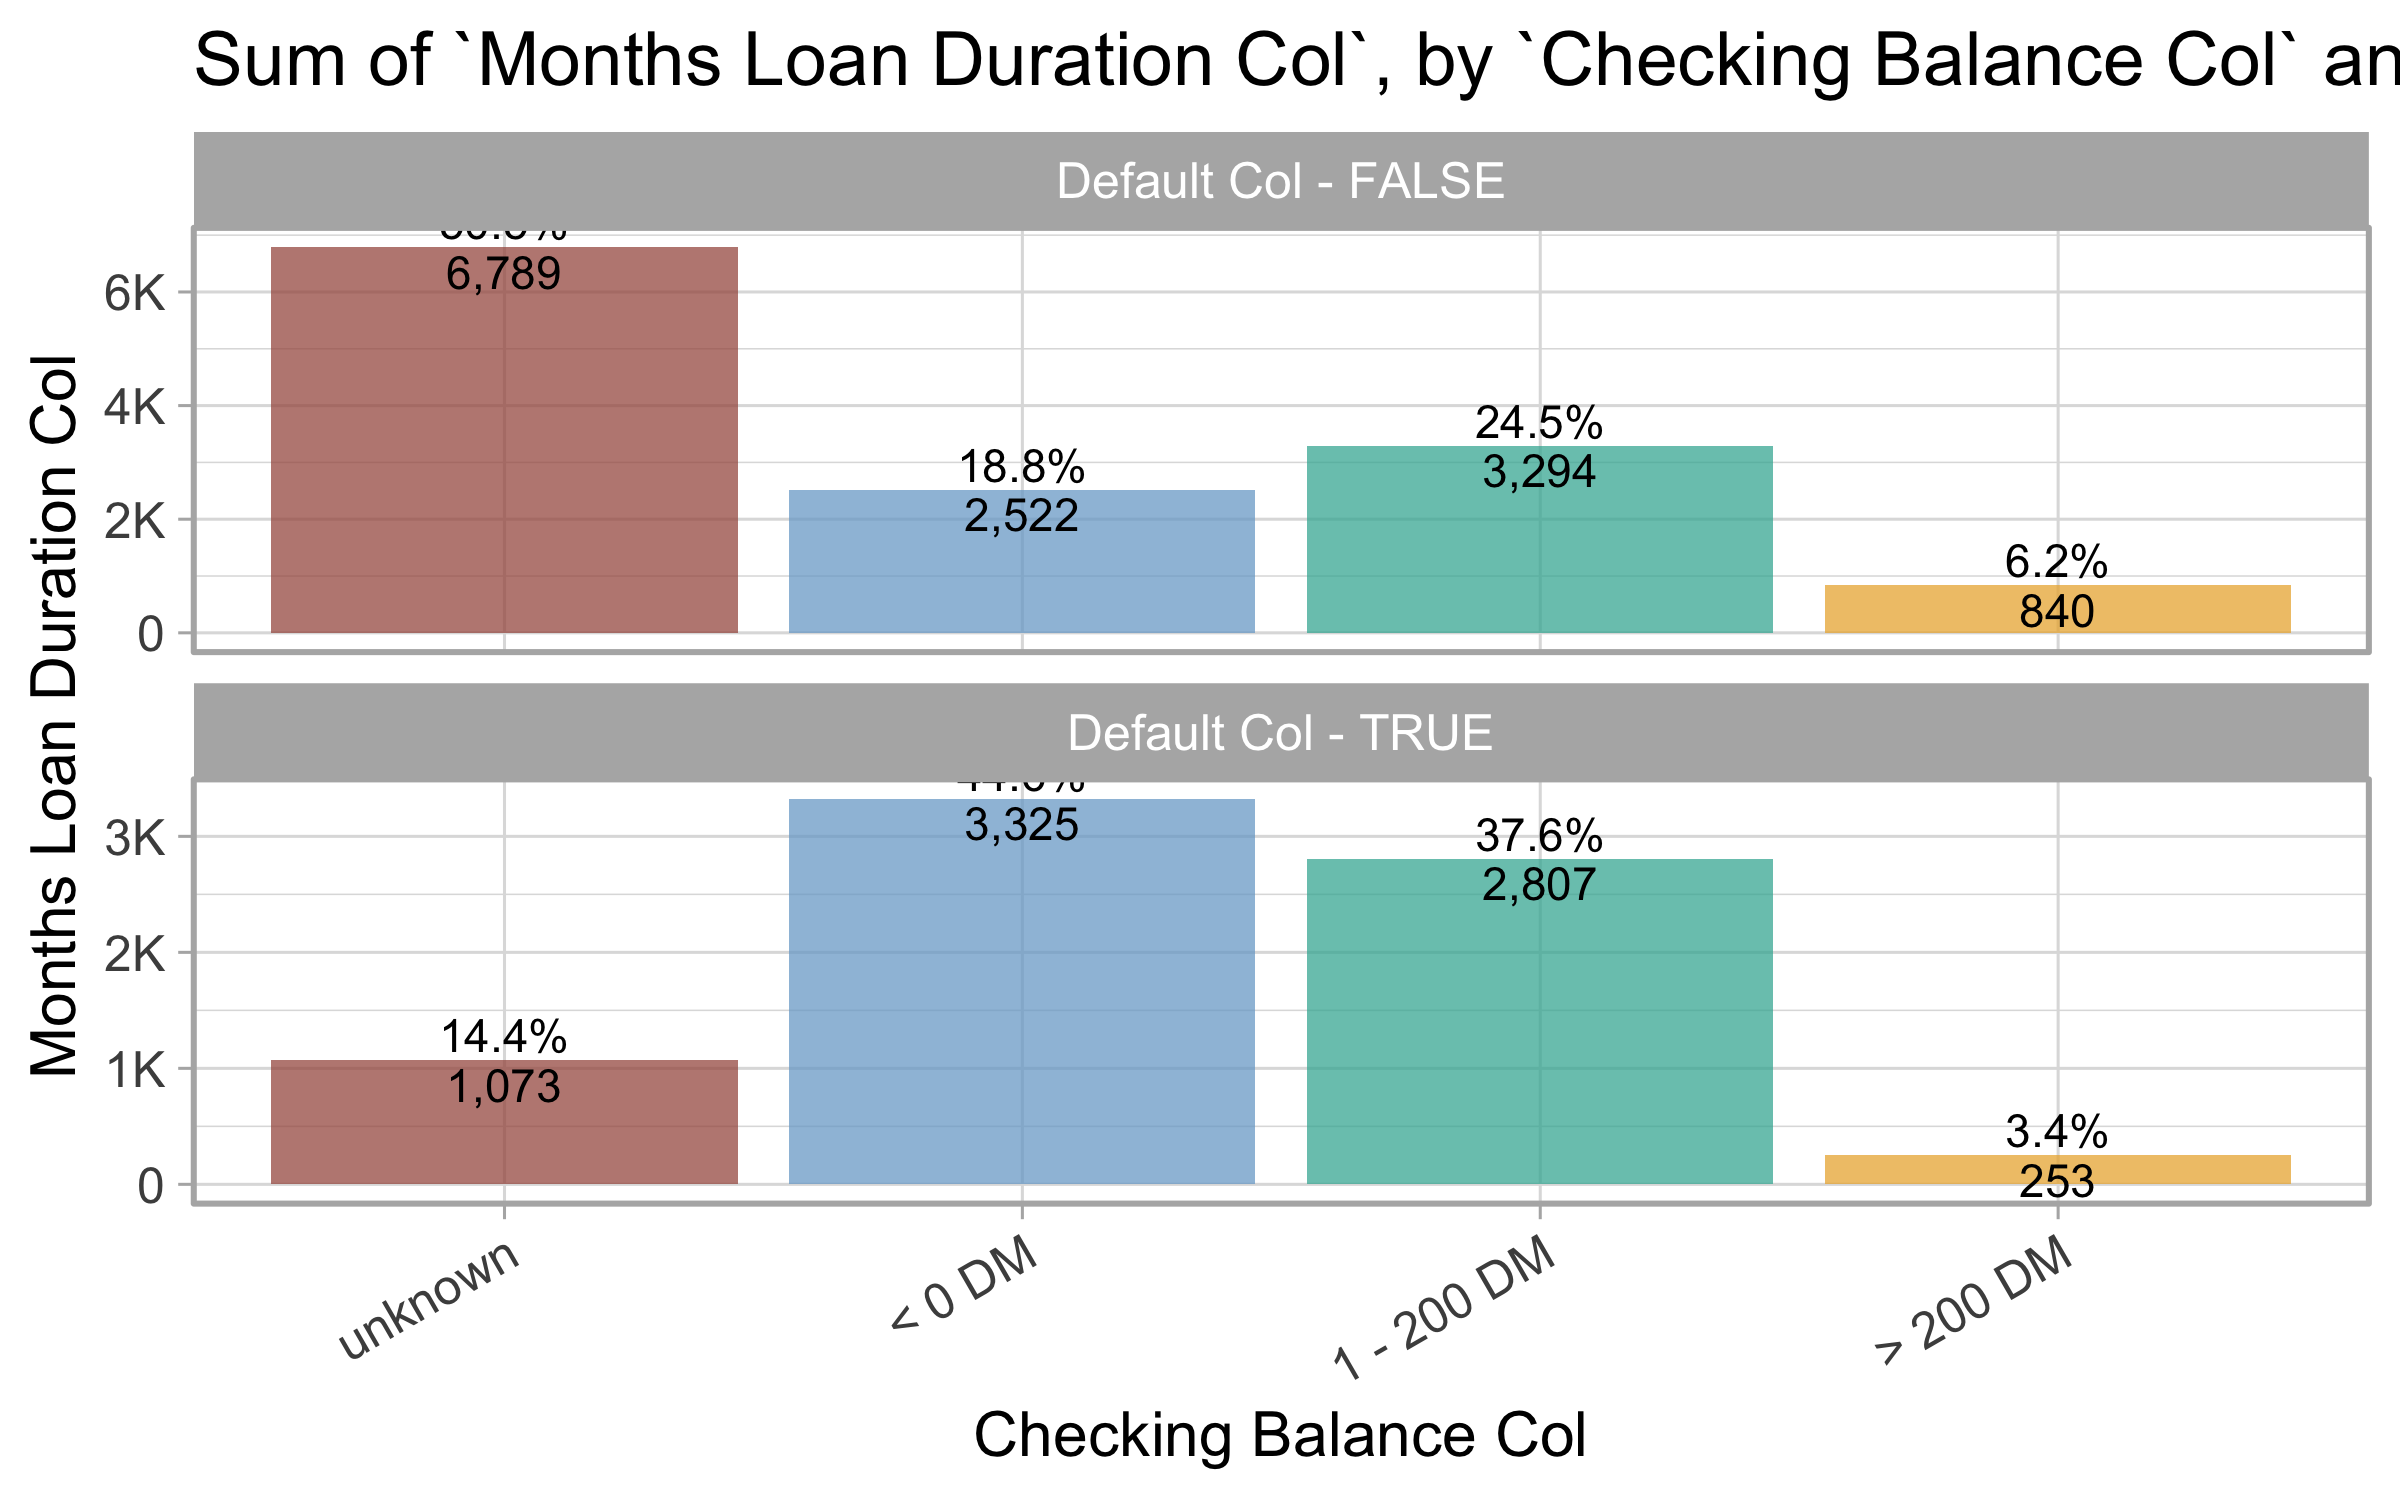 Sum of `Months Loan Duration Col`, by `Checking Balance Col` an
Default Col - FALSE
6,789
18.8%
2,522
24.5%
3,294
6.2%
840
6K
4K
2K
0
Months Loan Duration Col
Default Col - TRUE
3,325
37.6%
2,807
14.4%
1,073
3.4%
253
3K
2K
1K
0
unknown
< 0 DM
1 - 200 DM
> 200 DM
Checking Balance Col